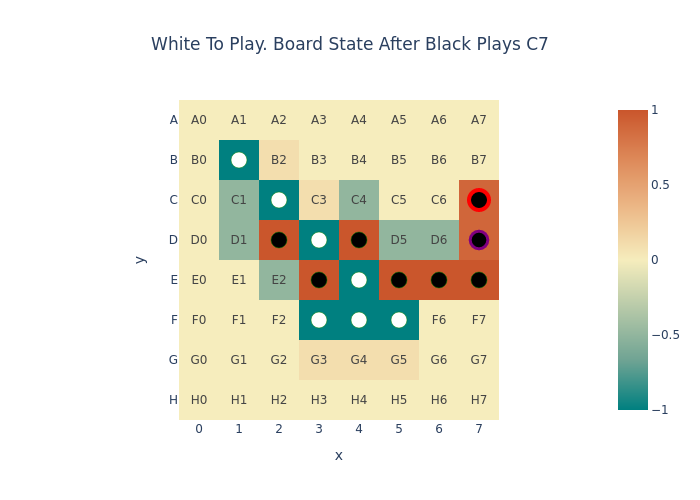 White To Play. Board State After Black Plays C7
A A0 A1 A2 A3 A4 A5 A6 A7 1
B B0 B2 B3 B4 B5 B6 B7
0.5
C C0 C1 C3 C4 C5 C6
D D0 D1 D5 D6
y 0
E E0 E1 E2
F F0 F1 F2 F6 F7
−0.5
G G0 G1 G2 G3 G4 G5 G6 G7
H H0 H1 H2 H3 H4 H5 H6 H7
−1
0 1 2 3 4 5 6 7
x